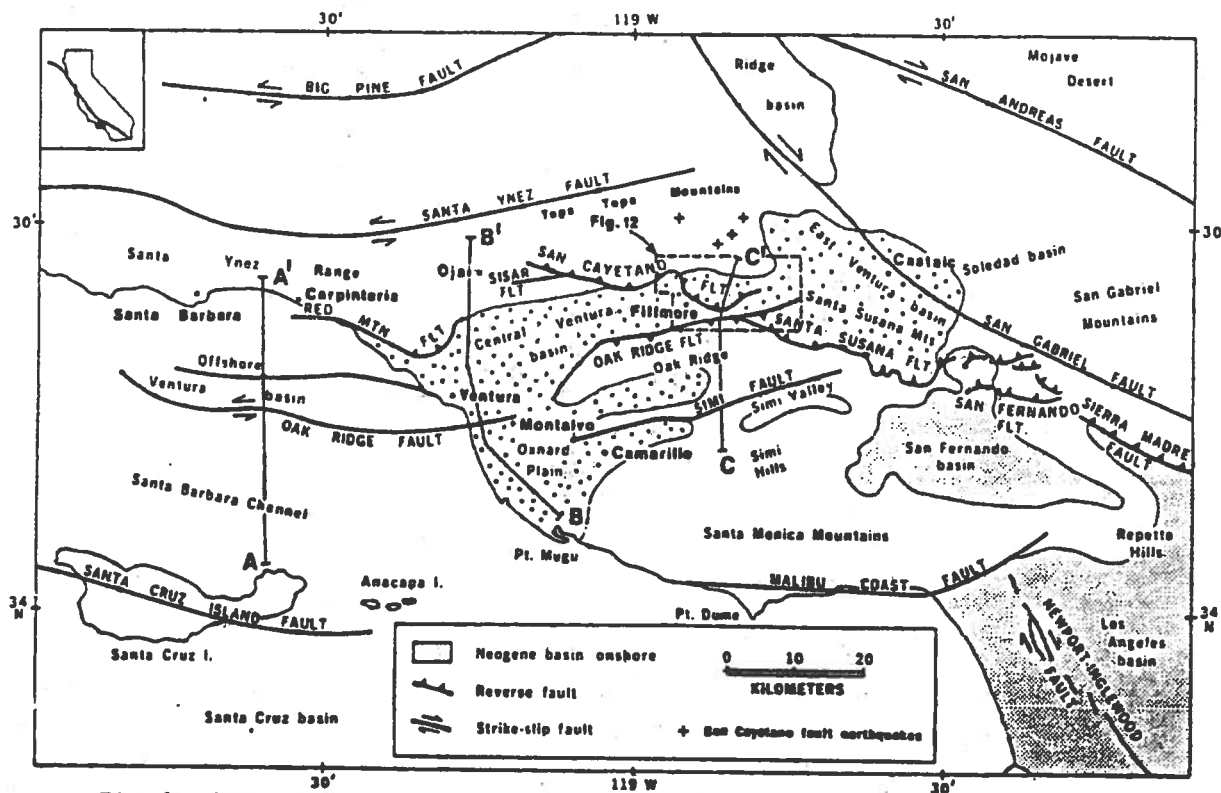 30'
119 W
30'
BIG PINE FAULT
Ridge
basin
Mojave
Desert
SAN ANDREAS FAULT
30'
30
SANTA YNEZ FAULT
Topa Topa
Mountains
Fig. 12
B'
C'
A'
Santa Ynez Range
Ojai
SISAR
FLT
SAN CAYETANO
FLT
East
Ventura
basin
Castaic
Soledad basin
San Gabriel
Mountains
Carpinteria
Santa Barbara
RED MTN FLT
Central Ventura
basin
Fillmore
Santa Susana Mts
SANTA SUSANA FLT
SAN GABRIEL FAULT
OAK RIDGE FLT
Oak Ridge
Offshore
Ventura
basin
Ventura
OAK RIDGE FAULT
Montalvo
SIMI FAULT
Simi Valley
SAN FERNANDO
FLT.
SIERRA MADRE
FAULT
Oxnard
Plain
Camarillo
C
Simi
Hills
San Fernando
basin
Santa Barbara Channel
B
Pt. Mugu
Santa Monica Mountains
Repetto
Hills
A
SANTA CRUZ ISLAND FAULT
Anacapa I.
MALIBU COAST FAULT
34
N
34
N
Pt. Dume
Santa Cruz I.
NEWPORT-INGLEWOOD
FAULT
Los
Angeles
basin
Santa Cruz basin
Neogene basin onshore
Reverse fault
Strike-slip fault
0 10 20
KILOMETERS
+ San Cayetano fault earthquakes
30'
119 W
30'